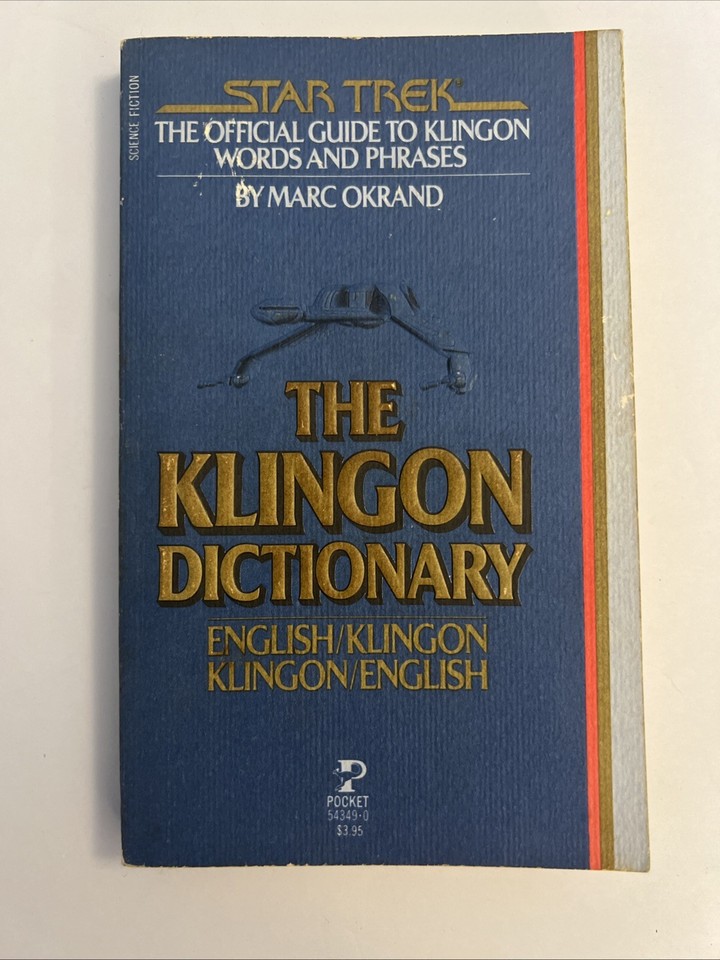 SCIENCE FICTION
STAR TREK®
THE OFFICIAL GUIDE TO KLINGON
WORDS AND PHRASES
BY MARC OKRAND
THE
KLINGON
DICTIONARY
ENGLISH/KLINGON
KLINGON/ENGLISH
P
POCKET
54349-0
$3.95